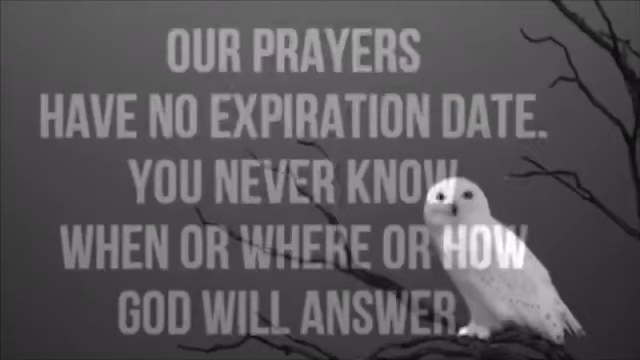 OUR PRAYERS
HAVE NO EXPIRATION DATE.
YOU NEVER KNOW
WHEN OR WHERE OR HOW
GOD WILL ANSWER.